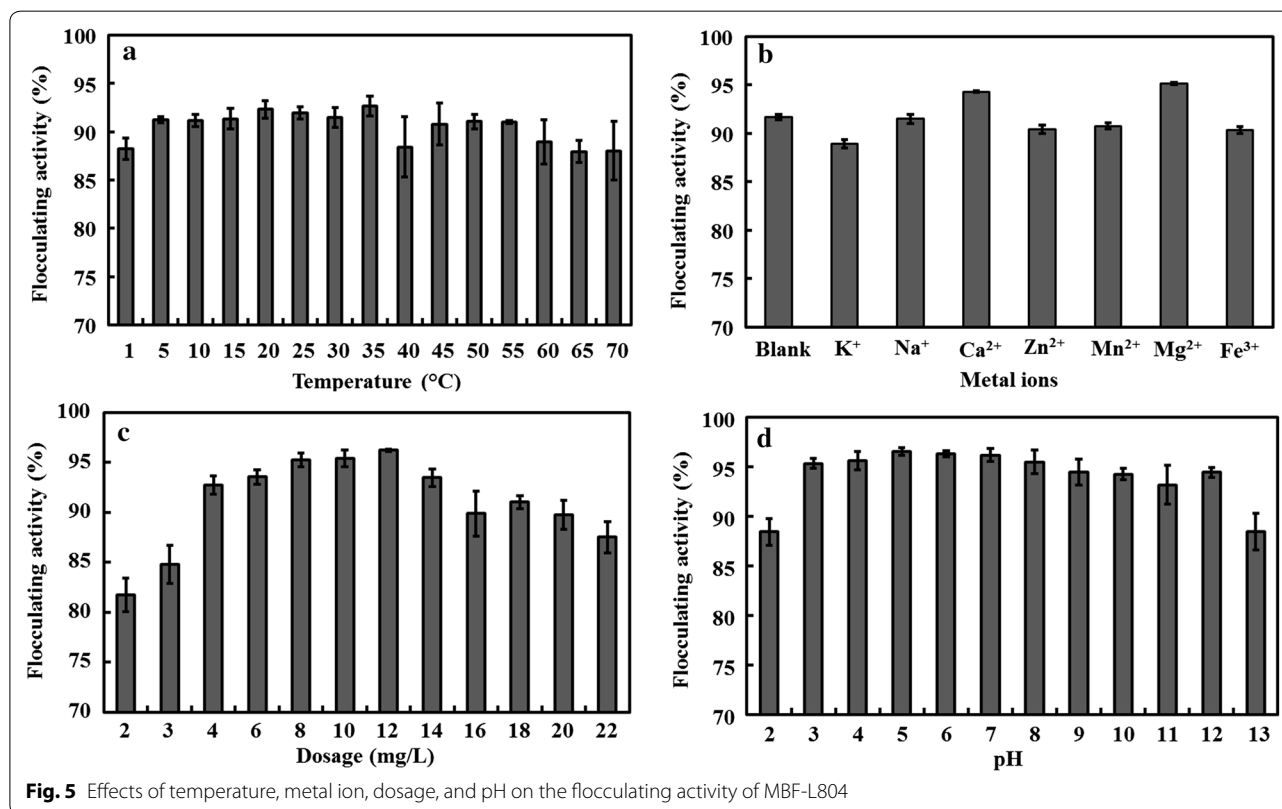 a
Flocculating activity (%)
100
95
90
85
80
75
70
1 5 10 15 20 25 30 35 40 45 50 55 60 65 70
Temperature (°C)
b
Flocculating activity (%)
100
95
90
85
80
75
70
Blank K⁺ Na⁺ Ca²⁺ Zn²⁺ Mn²⁺ Mg²⁺ Fe³⁺
Metal ions
c
Flocculating activity (%)
100
95
90
85
80
75
70
2 3 4 6 8 10 12 14 16 18 20 22
Dosage (mg/L)
d
Flocculating activity (%)
100
95
90
85
80
75
70
2 3 4 5 6 7 8 9 10 11 12 13
pH
Fig. 5 Effects of temperature, metal ion, dosage, and pH on the flocculating activity of MBF-L804